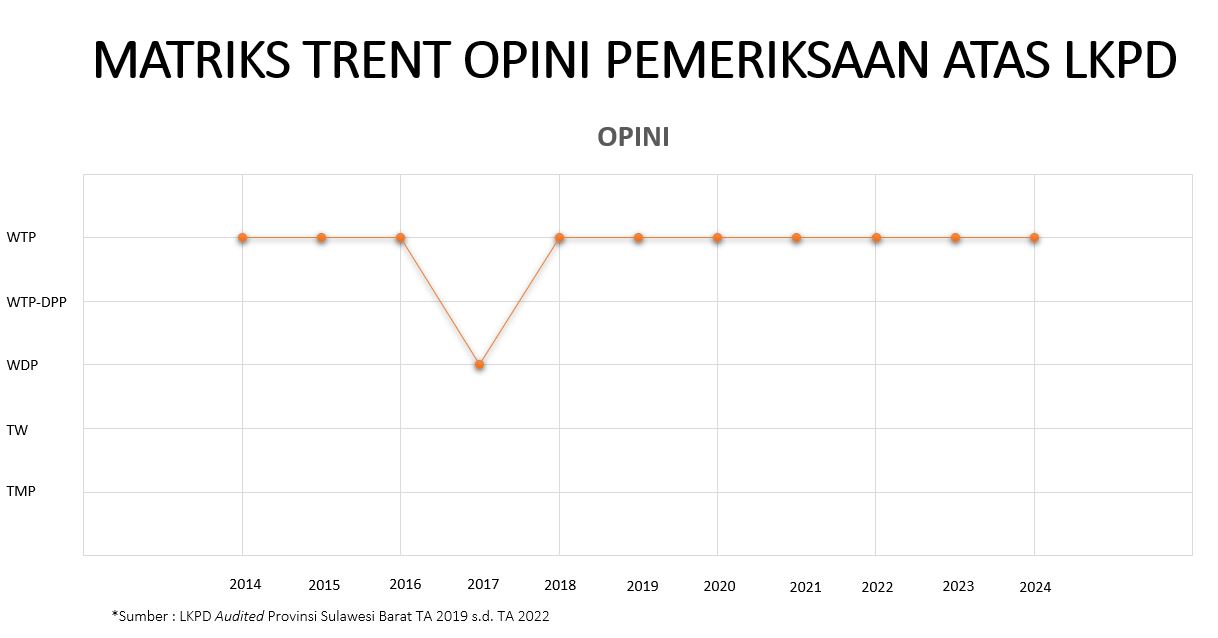 MATRIKS TRENT OPINI PEMERIKSAAN ATAS LKPD
OPINI
WTP
WTP-DPP
WDP
TW
TMP
2014 2015 2016 2017 2018 2019 2020 2021 2022 2023 2024
*Sumber : LKPD Audited Provinsi Sulawesi Barat TA 2019 s.d. TA 2022